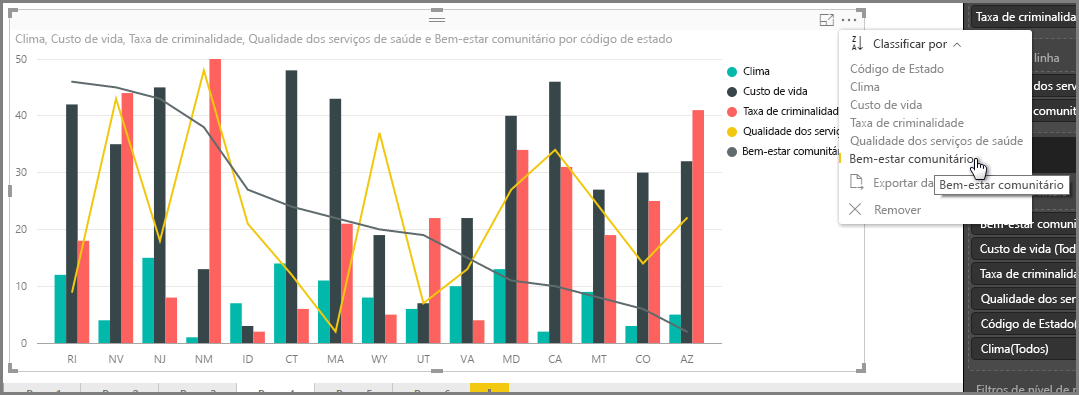 Clima, Custo de vida, Taxa de criminalidade, Qualidade dos serviços de saúde e Bem-estar comunitário por código de estado
50
40
30
20
10
0
RI NV NJ NM ID CT MA WY UT VA MD CA MT CO AZ
Clima
Custo de vida
Taxa de criminalidade
Qualidade dos serviç
Bem-estar comunitá
Classificar por
Código de Estado
Clima
Custo de vida
Taxa de criminalidade
Qualidade dos serviços de saúde
Bem-estar comunitário
Exportar da
Bem-estar comunitário
Remover
Taxa de criminalida
linha
dos serv
comunit
Bem-estar comuni
Custo de vida (Tod
Taxa de criminalida
Qualidade dos ser
Código de Estado(
Clima(Todos)
Filtros de nível de r